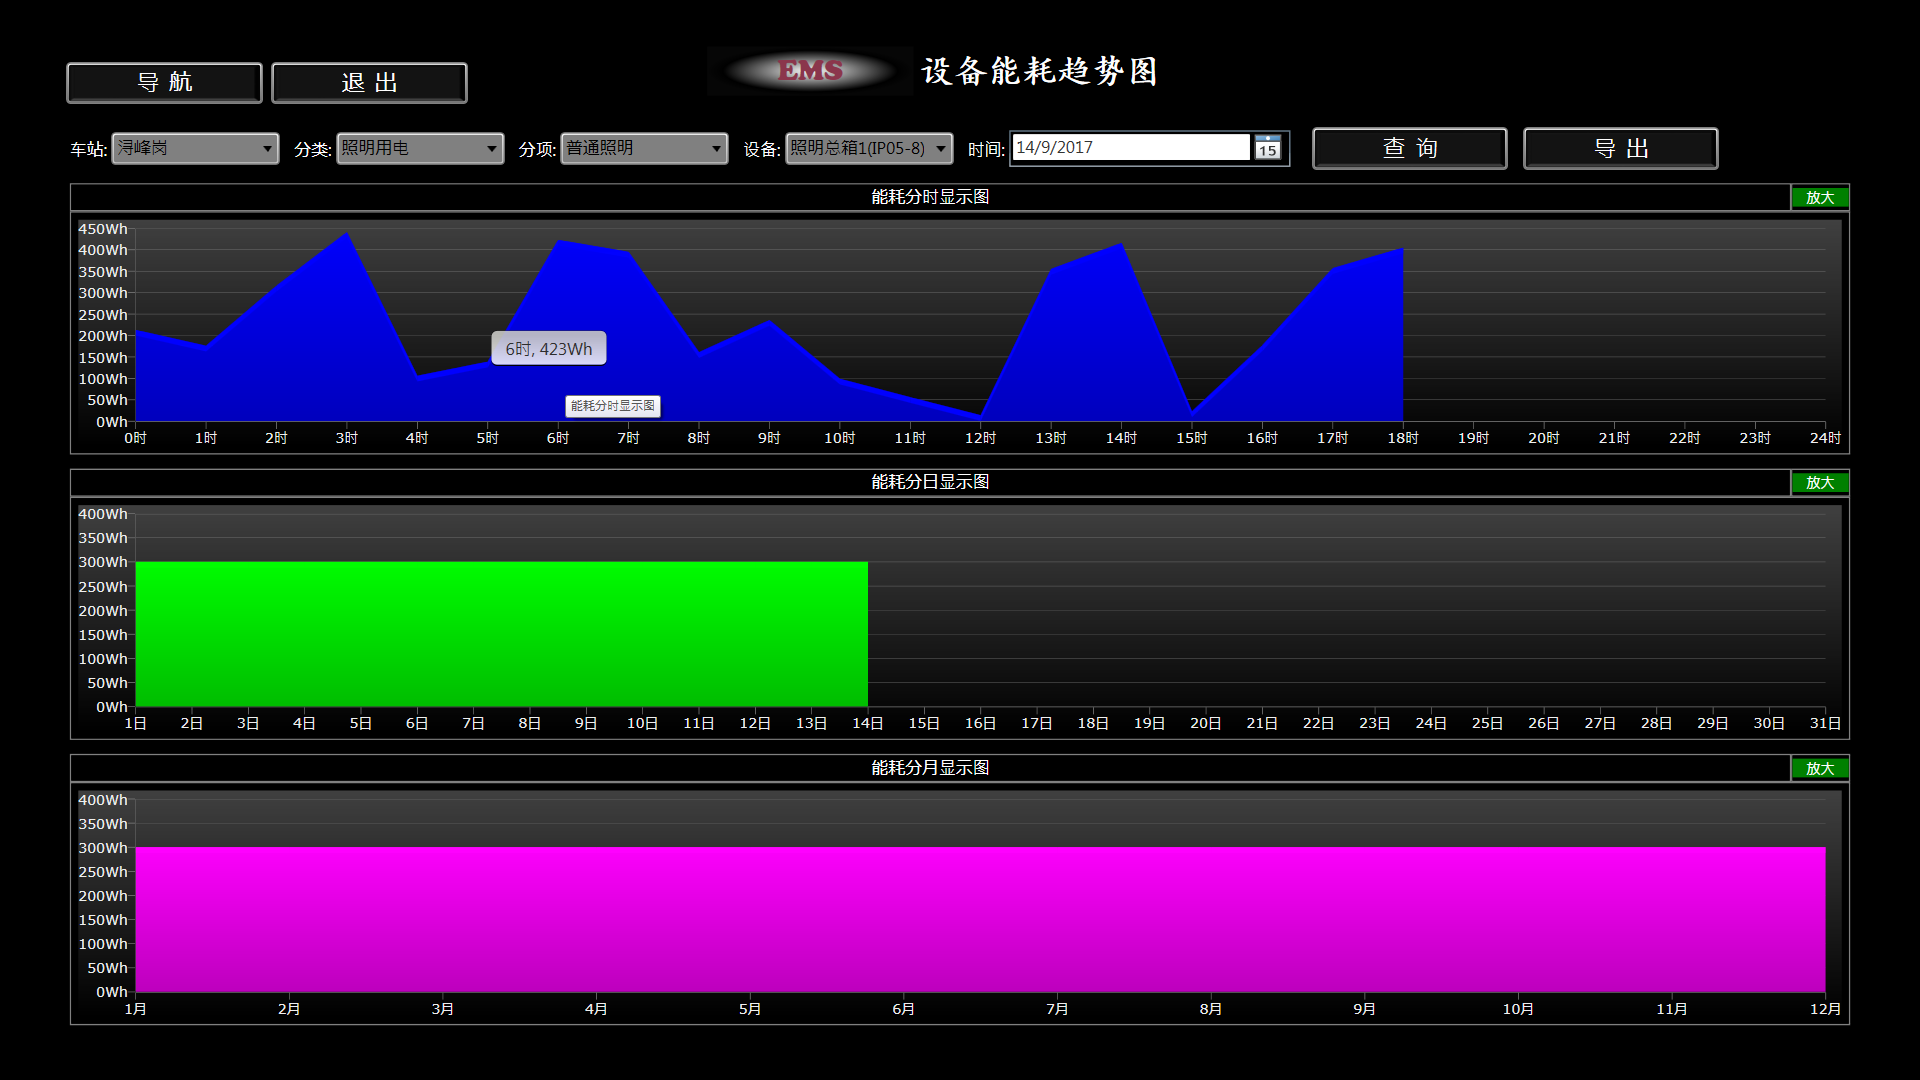 EMS 设备能耗趋势图
导 航 退 出
车站: 浔峰岗 分类: 照明用电 分项: 普通照明 设备: 照明总箱1(IP05-8) 时间: 14/9/2017 15 查 询 导 出
能耗分时显示图 放大
450Wh
400Wh
350Wh
300Wh
250Wh
200Wh
150Wh
100Wh
50Wh
0Wh
6时, 423Wh
能耗分时显示图
0时 1时 2时 3时 4时 5时 6时 7时 8时 9时 10时 11时 12时 13时 14时 15时 16时 17时 18时 19时 20时 21时 22时 23时 24时
能耗分日显示图 放大
400Wh
350Wh
300Wh
250Wh
200Wh
150Wh
100Wh
50Wh
0Wh
1日 2日 3日 4日 5日 6日 7日 8日 9日 10日 11日 12日 13日 14日 15日 16日 17日 18日 19日 20日 21日 22日 23日 24日 25日 26日 27日 28日 29日 30日 31日
能耗分月显示图 放大
400Wh
350Wh
300Wh
250Wh
200Wh
150Wh
100Wh
50Wh
0Wh
1月 2月 3月 4月 5月 6月 7月 8月 9月 10月 11月 12月